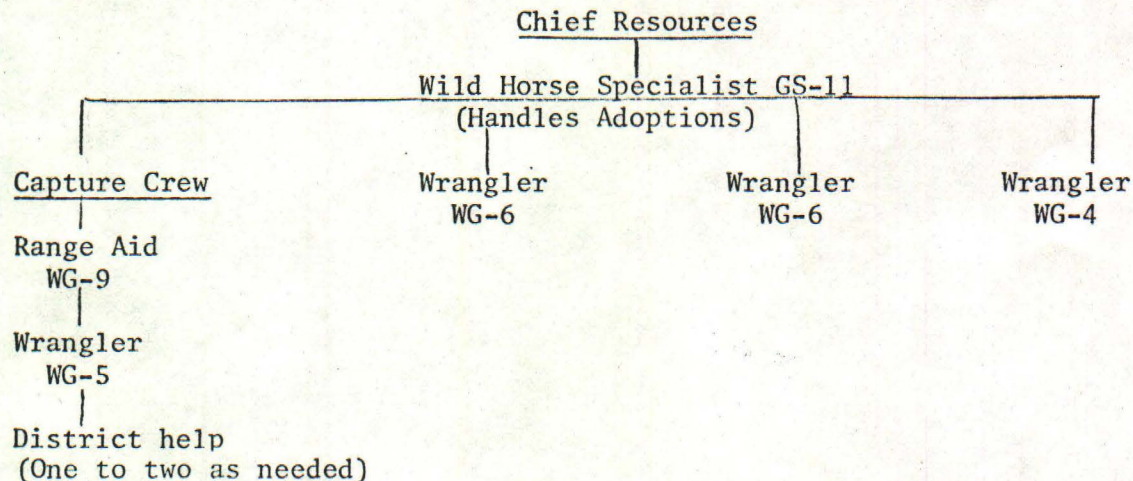 Chief Resources
Wild Horse Specialist GS-11
(Handles Adoptions)
Capture Crew
Range Aid
WG-9
Wrangler
WG-5
District help
(One to two as needed)
Wrangler
WG-6
Wrangler
WG-6
Wrangler
WG-4